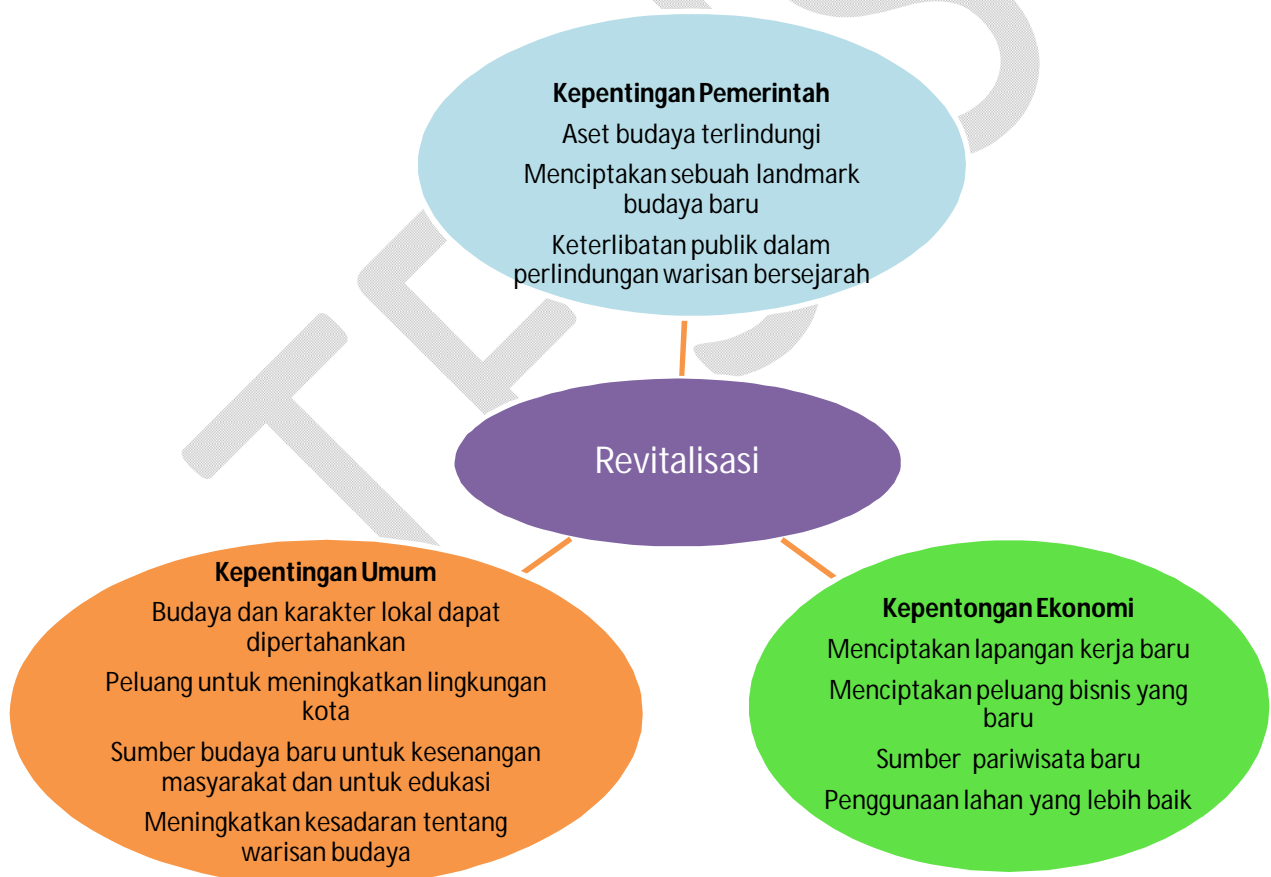 Kepentingan Pemerintah
Aset budaya terlindungi
Menciptakan sebuah landmark
budaya baru
Keterlibatan publik dalam
perlindungan warisan bersejarah
Revitalisasi
Kepentingan Umum
Budaya dan karakter lokal dapat
dipertahankan
Peluang untuk meningkatkan lingkungan
kota
Sumber budaya baru untuk kesenangan
masyarakat dan untuk edukasi
Meningkatkan kesadaran tentang
warisan budaya
Kepentongan Ekonomi
Menciptakan lapangan kerja baru
Menciptakan peluang bisnis yang
baru
Sumber pariwisata baru
Penggunaan lahan yang lebih baik